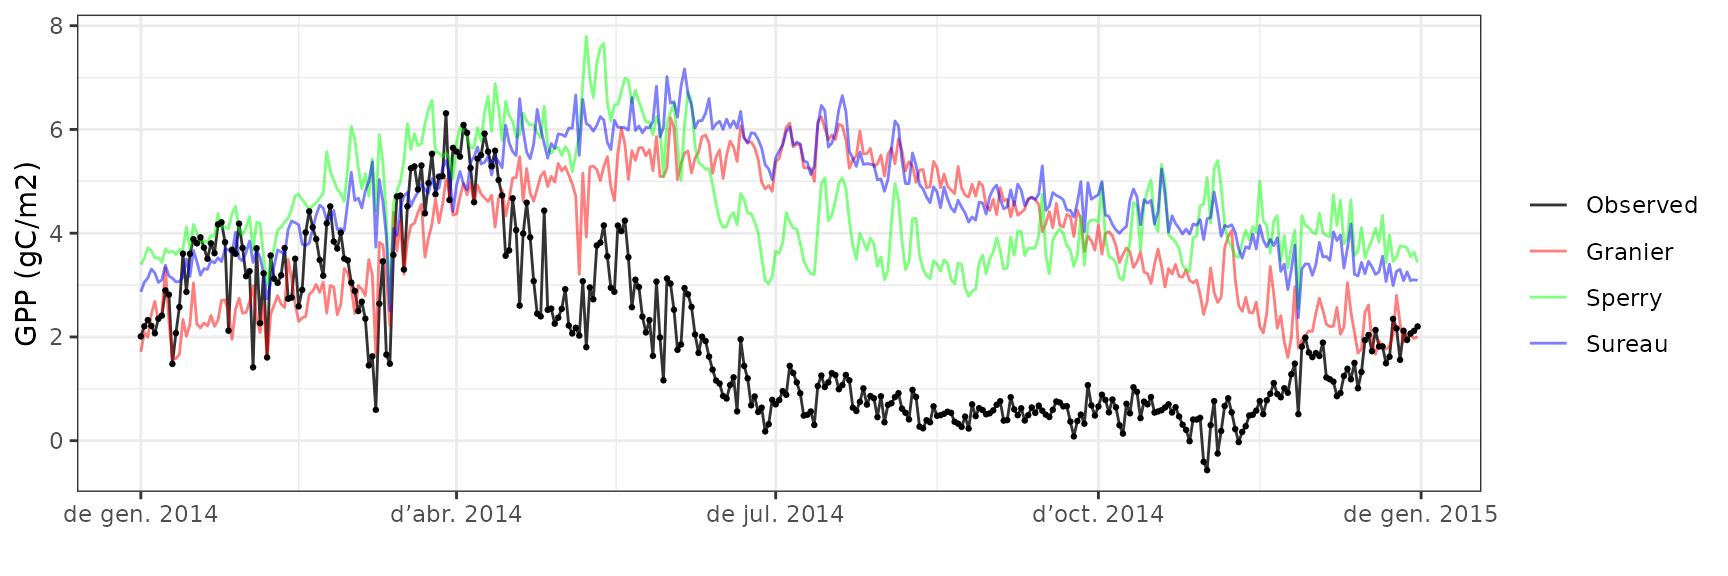 GPP (gC/m2)
8
6
4
2
0
de gen. 2014
d’abr. 2014
de jul. 2014
d’oct. 2014
de gen. 2015
Observed
Granier
Sperry
Sureau